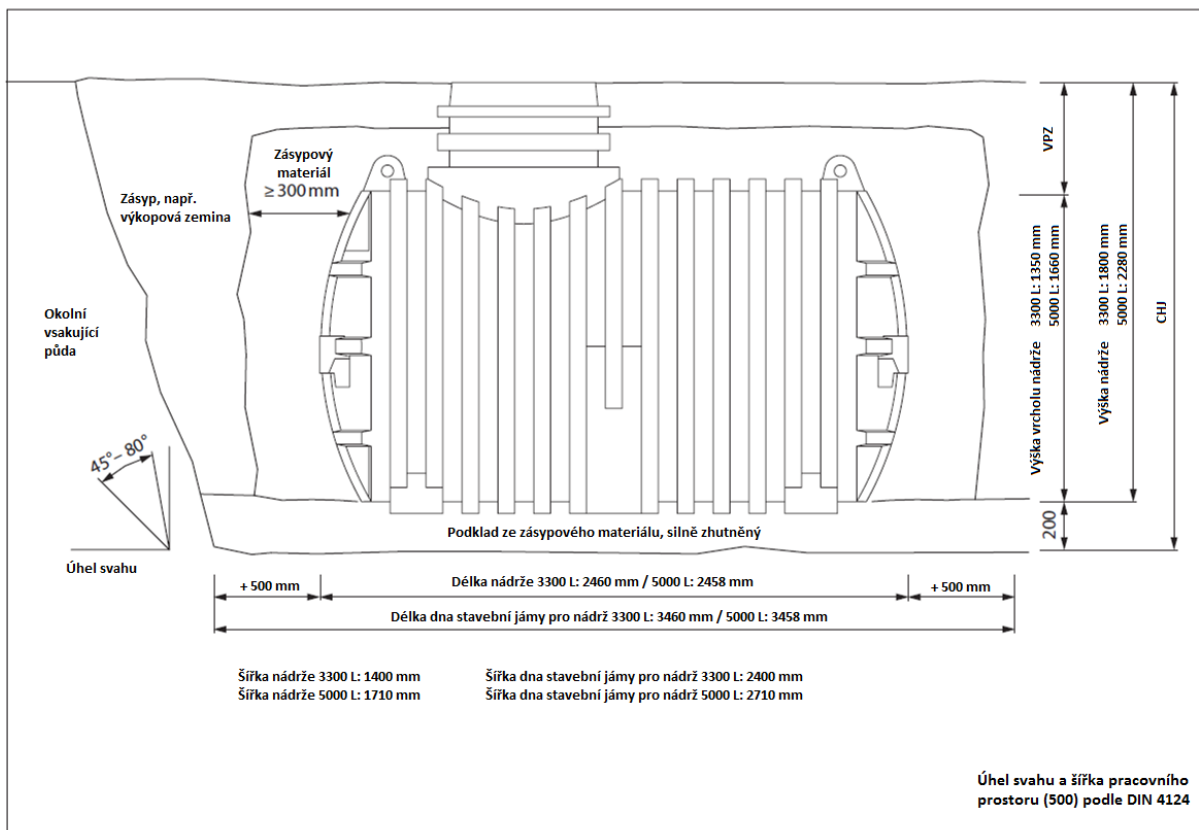 VPZ
Zásypový
materiál
≥ 300 mm
Zásyp, např.
výkopová zemina
Okolní
vsakující
půda
Výška vrcholu nádrže 3300 L: 1350 mm
5000 L: 1660 mm
Výška nádrže 3300 L: 1800 mm
5000 L: 2280 mm
CHJ
45°– 80°
Úhel svahu
200
Podklad ze zásypového materiálu, silně zhutněný
+ 500 mm
Délka nádrže 3300 L: 2460 mm / 5000 L: 2458 mm
+ 500 mm
Délka dna stavební jámy pro nádrž 3300 L: 3460 mm / 5000 L: 3458 mm
Šířka nádrže 3300 L: 1400 mm
Šířka dna stavební jámy pro nádrž 3300 L: 2400 mm
Šířka nádrže 5000 L: 1710 mm
Šířka dna stavební jámy pro nádrž 5000 L: 2710 mm
Úhel svahu a šířka pracovního
prostoru (500) podle DIN 4124